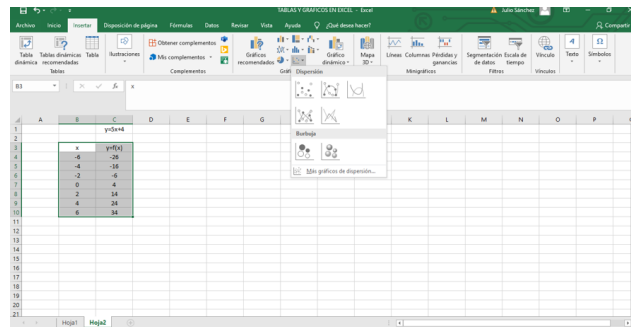 TABLAS Y GRAFICOS EN EXCEL - Excel
Julio Sánchez
Archivo Inicio Insertar Disposición de página Fórmulas Datos Revisar Vista Ayuda ¿Qué desea hacer? Compartir
Tabla dinámica
Tablas dinámicas recomendadas
Tabla
Ilustraciones
Obtener complementos
Mis complementos
Gráficos recomendados
Gráfico dinámico
Mapa 3D
Líneas
Columnas
Pérdidas y ganancias
Segmentación de datos
Escala de tiempo
Vínculo
Texto
Símbolos
Tablas Complementos Gráf Minigráficos Filtros Vínculos
Dispersión
Burbuja
Más gráficos de dispersión...
B3 fx x
A B C D E F G K L M N O P
1 y=5x+4
2
3 x y=f(x)
4 -6 -26
5 -4 -16
6 -2 -6
7 0 4
8 2 14
9 4 24
10 6 34
11
12
13
14
15
16
17
18
19
20
21
Hoja1 Hoja2